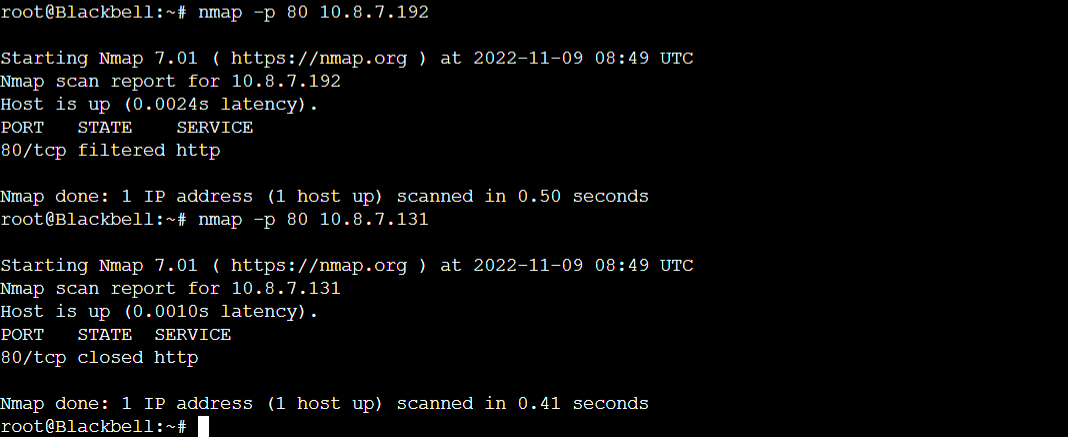 root@Blackbell:~# nmap -p 80 10.8.7.192
Starting Nmap 7.01 ( https://nmap.org ) at 2022-11-09 08:49 UTC
Nmap scan report for 10.8.7.192
Host is up (0.0024s latency).
PORT   STATE    SERVICE
80/tcp filtered http
Nmap done: 1 IP address (1 host up) scanned in 0.50 seconds
root@Blackbell:~# nmap -p 80 10.8.7.131
Starting Nmap 7.01 ( https://nmap.org ) at 2022-11-09 08:49 UTC
Nmap scan report for 10.8.7.131
Host is up (0.0010s latency).
PORT   STATE  SERVICE
80/tcp closed http
Nmap done: 1 IP address (1 host up) scanned in 0.41 seconds
root@Blackbell:~#